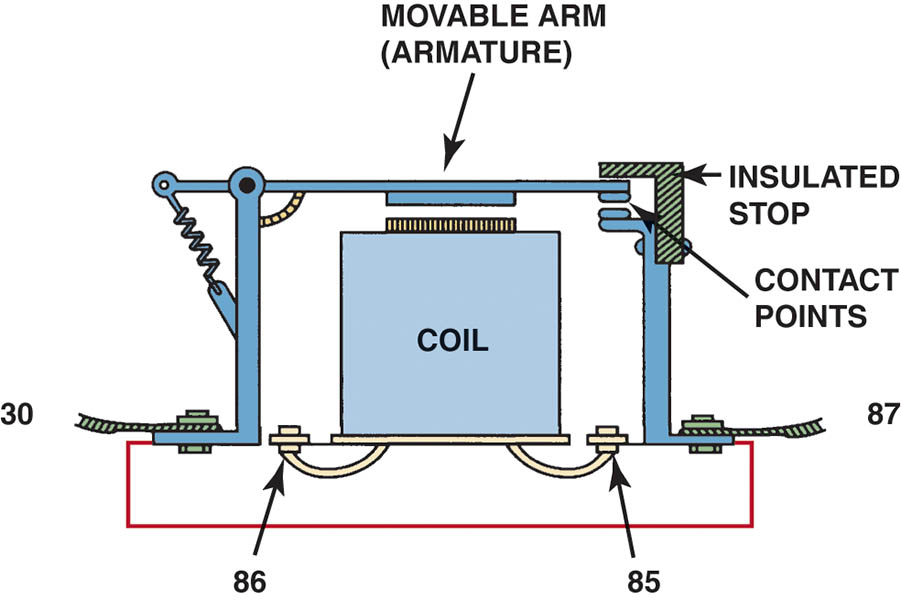 MOVABLE ARM
(ARMATURE)
INSULATED
STOP
CONTACT
POINTS
COIL
30
87
86
85